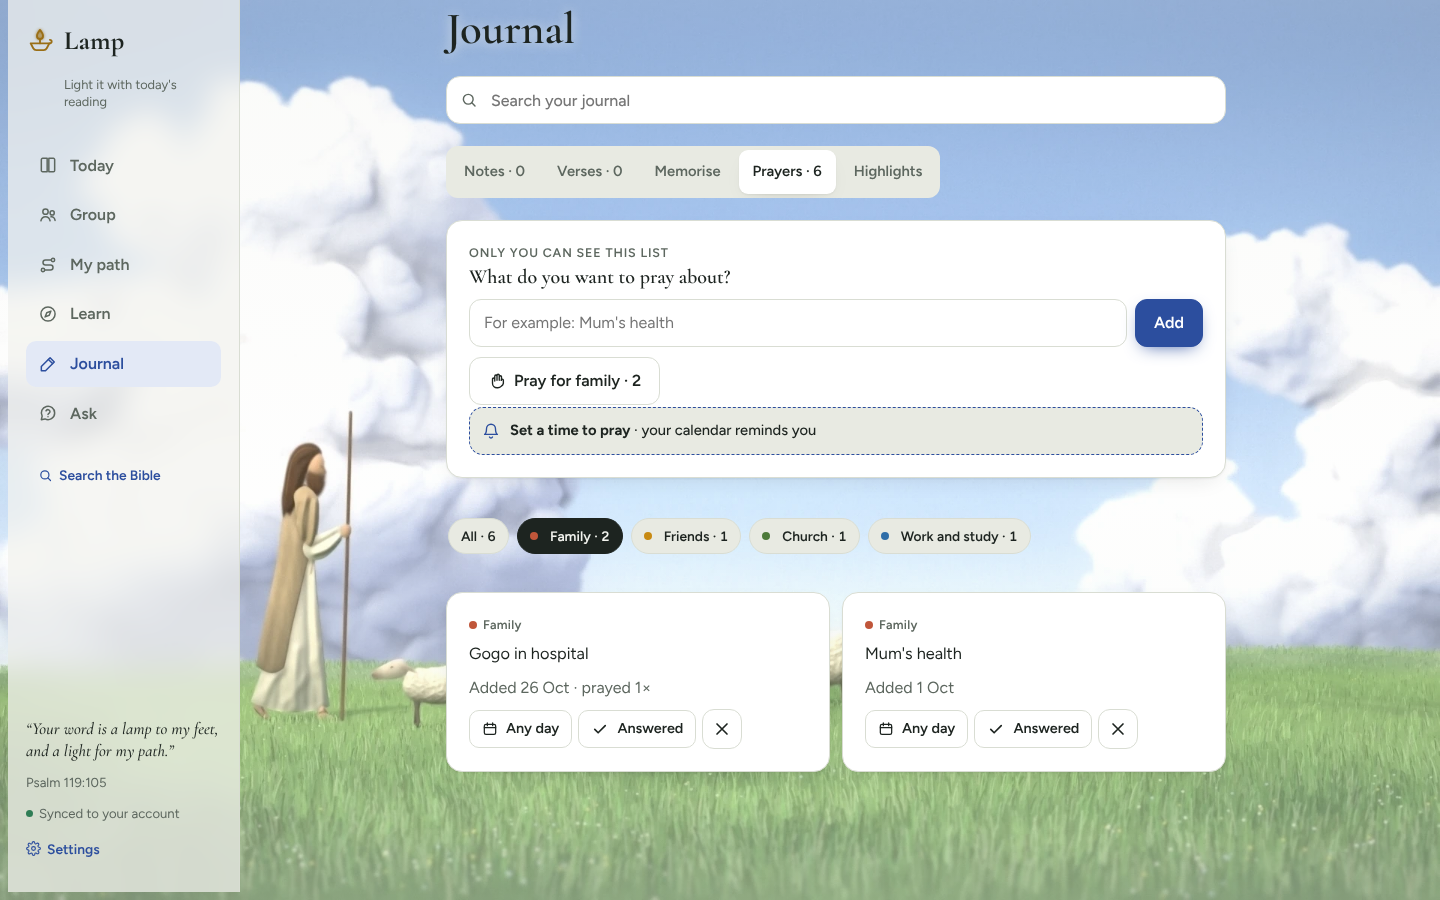 Lamp
Light it with today's
reading
Today
Group
My path
Learn
Journal
Ask
Search the Bible
“Your word is a lamp to my feet,
and a light for my path.”
Psalm 119:105
Synced to your account
Settings
Journal
Search your journal
Notes · 0 Verses · 0 Memorise Prayers · 6 Highlights
ONLY YOU CAN SEE THIS LIST
What do you want to pray about?
For example: Mum's health Add
Pray for family · 2
Set a time to pray · your calendar reminds you
All · 6 Family · 2 Friends · 1 Church · 1 Work and study · 1
Family
Gogo in hospital
Added 26 Oct · prayed 1×
Any day Answered
Family
Mum's health
Added 1 Oct
Any day Answered